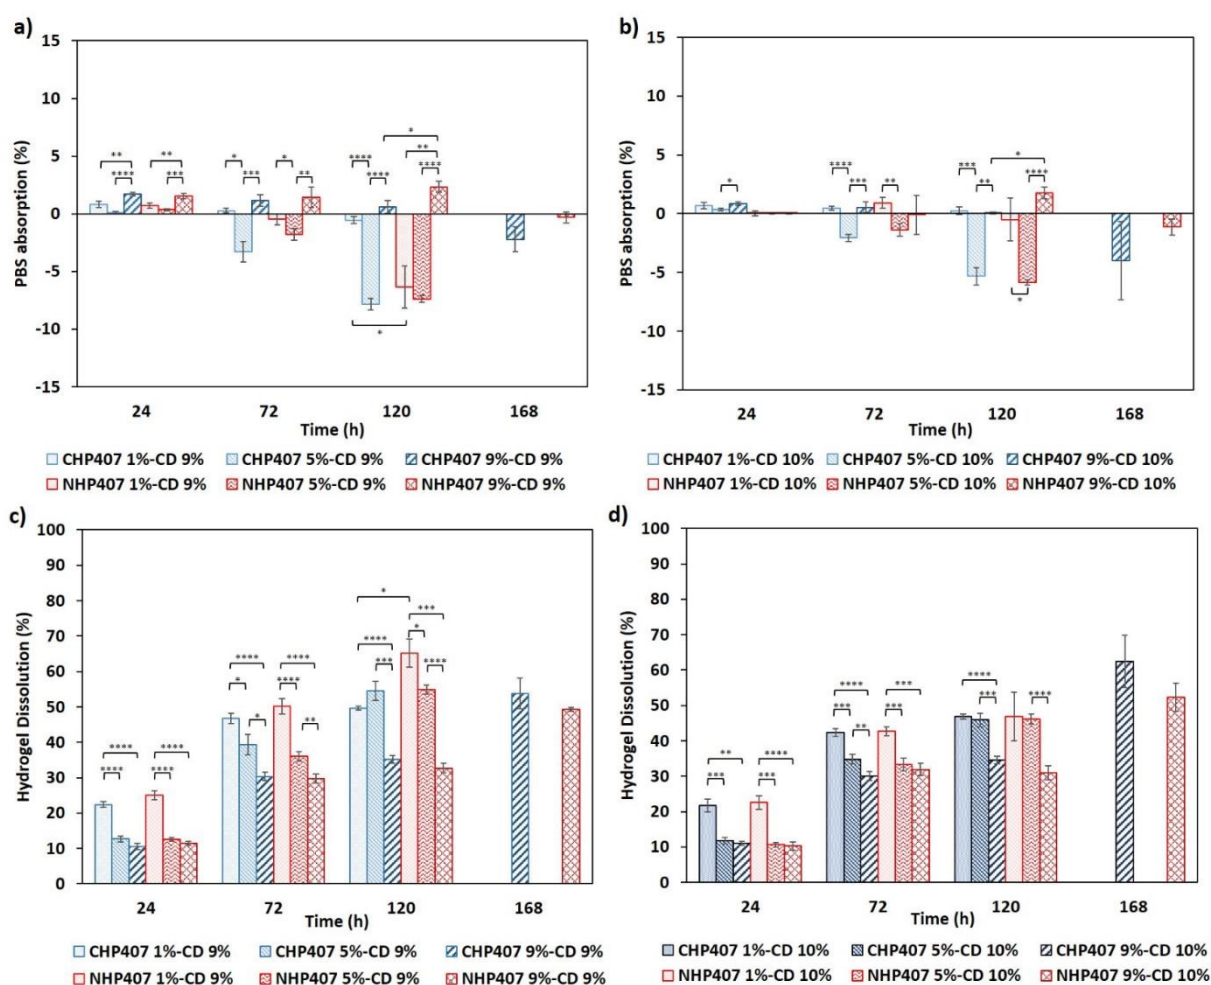 a)
15
10
5
0
-5
-10
-15
PBS absorption (%)
** **** ** ***
* *** * **
**** **** * ** **** *
24 72 120 168
Time (h)
CHP407 1%-CD 9% CHP407 5%-CD 9% CHP407 9%-CD 9%
NHP407 1%-CD 9% NHP407 5%-CD 9% NHP407 9%-CD 9%
b)
15
10
5
0
-5
-10
-15
PBS absorption (%)
*
**** *** **
*** ** * **** *
24 72 120 168
Time (h)
CHP407 1%-CD 10% CHP407 5%-CD 10% CHP407 9%-CD 10%
NHP407 1%-CD 10% NHP407 5%-CD 10% NHP407 9%-CD 10%
c)
100
90
80
70
60
50
40
30
20
10
0
Hydrogel Dissolution (%)
**** **** **** ****
**** * * **** **** **
* **** *** *** * ****
24 72 120 168
Time (h)
CHP407 1%-CD 9% CHP407 5%-CD 9% CHP407 9%-CD 9%
NHP407 1%-CD 9% NHP407 5%-CD 9% NHP407 9%-CD 9%
d)
100
90
80
70
60
50
40
30
20
10
0
Hydrogel Dissolution (%)
** *** **** ***
**** *** ** *** ***
**** *** ****
24 72 120 168
Time (h)
CHP407 1%-CD 10% CHP407 5%-CD 10% CHP407 9%-CD 10%
NHP407 1%-CD 10% NHP407 5%-CD 10% NHP407 9%-CD 10%